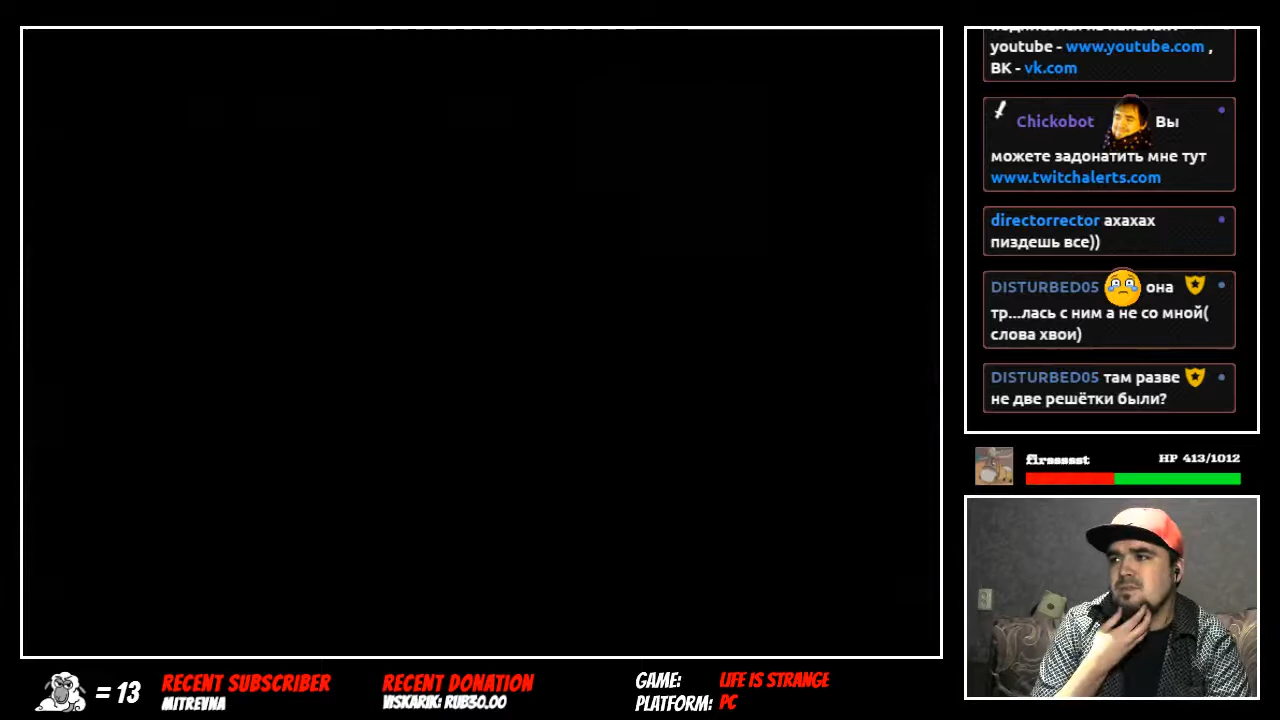 youtube - www.youtube.com ,
ВК - vk.com
Chickobot Вы
можете задонатить мне тут
www.twitchalerts.com
directorrector ахахах
пиздешь все))
DISTURBED05 она
тр...лась с ним а не со мной(
слова хвои)
DISTURBED05 там разве
не две решётки были?
firssssst HP 413/1012
= 13
RECENT SUBSCRIBER
MITREVNA
RECENT DONATION
VISKARIK: RUB30.00
GAME: LIFE IS STRANGE
PLATFORM: PC